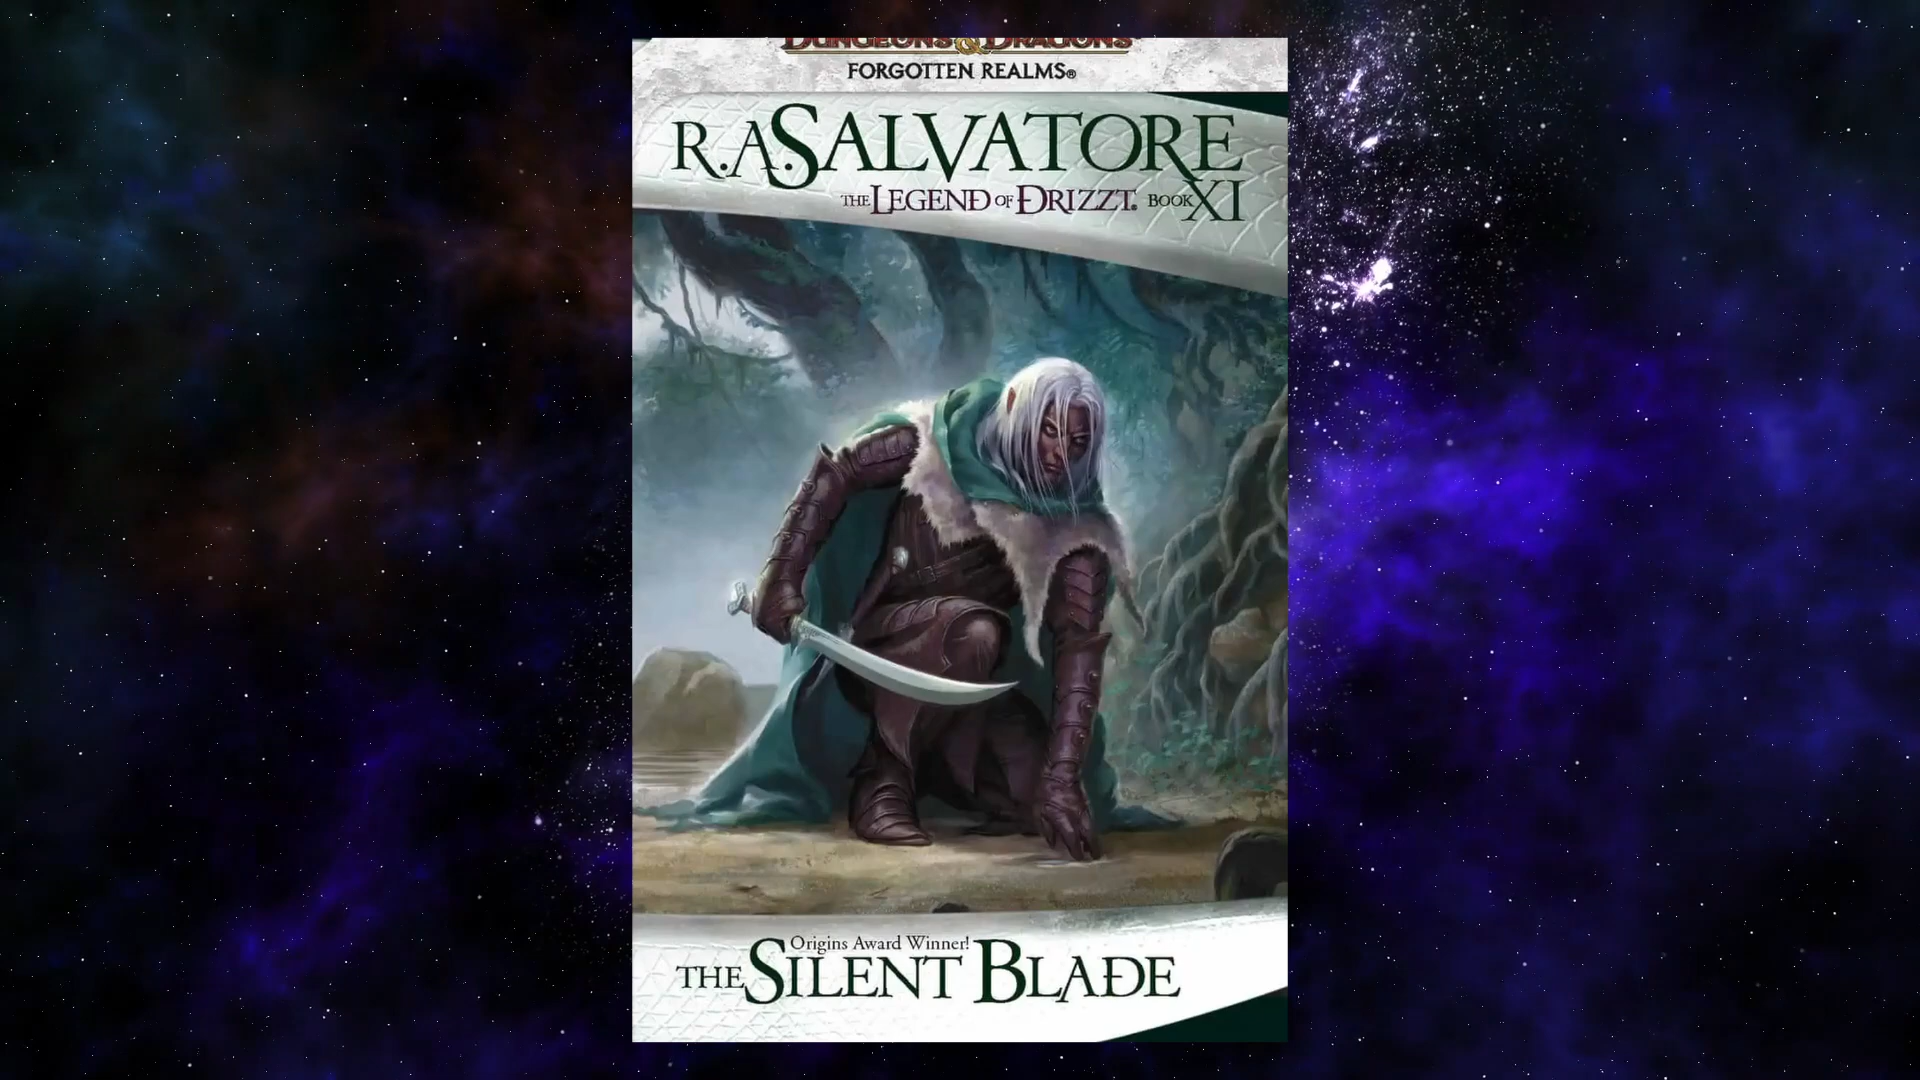 DUNGEONS & DRAGONS
FORGOTTEN REALMS®
R.A. SALVATORE
THE LEGEND OF DRIZZT® BOOK XI
Origins Award Winner!
THE SILENT BLADE